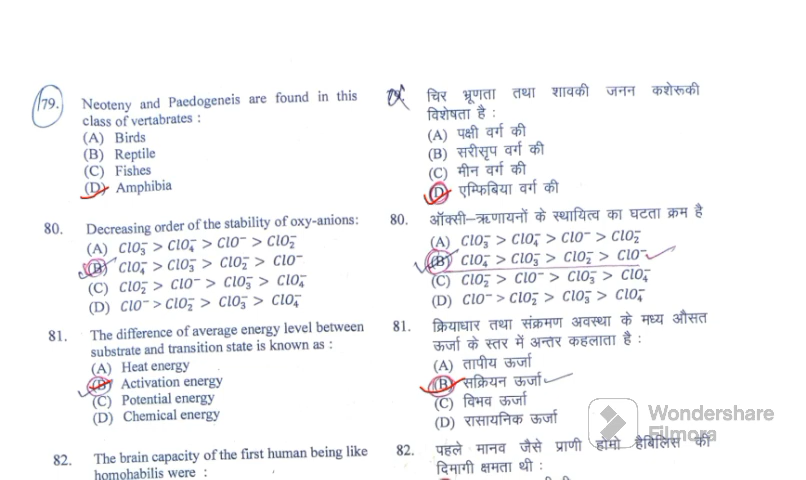 79. Neoteny and Paedogeneis are found in this
class of vertabrates :
(A) Birds
(B) Reptile
(C) Fishes
(D) Amphibia
80. Decreasing order of the stability of oxy-anions:
(A) ClO₃⁻ > ClO₄⁻ > ClO⁻ > ClO₂⁻
(B) ClO₄⁻ > ClO₃⁻ > ClO₂⁻ > ClO⁻
(C) ClO₂⁻ > ClO⁻ > ClO₃⁻ > ClO₄⁻
(D) ClO⁻ > ClO₂⁻ > ClO₃⁻ > ClO₄⁻
81. The difference of average energy level between
substrate and transition state is known as :
(A) Heat energy
(B) Activation energy
(C) Potential energy
(D) Chemical energy
82. The brain capacity of the first human being like
homohabilis were :
चिर भ्रूणता तथा शावकी जनन कशेरूकी
विशेषता है :
(A) पक्षी वर्ग की
(B) सरीसृप वर्ग की
(C) मीन वर्ग की
(D) एम्फिबिया वर्ग की
80. ऑक्सी–ऋणायनों के स्थायित्व का घटता क्रम है
(A) ClO₃⁻ > ClO₄⁻ > ClO⁻ > ClO₂⁻
(B) ClO₄⁻ > ClO₃⁻ > ClO₂⁻ > ClO⁻
(C) ClO₂⁻ > ClO⁻ > ClO₃⁻ > ClO₄⁻
(D) ClO⁻ > ClO₂⁻ > ClO₃⁻ > ClO₄⁻
81. क्रियाधार तथा संक्रमण अवस्था के मध्य औसत
ऊर्जा के स्तर में अन्तर कहलाता है :
(A) तापीय ऊर्जा
(B) सक्रियन ऊर्जा
(C) विभव ऊर्जा
(D) रासायनिक ऊर्जा
82. पहले मानव जैसे प्राणी होमो हैबिलिस की
दिमागी क्षमता थी :
Wondershare
Filmora